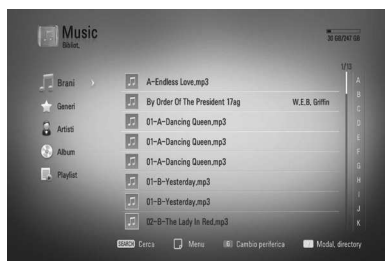 Music
Bibliot.
30 GB/247 GB
1/13
Brani
Generi
Artisti
Album
Playlist
A-Endless Love.mp3
By Order Of The President 17ag W.E.B. Griffin
01-A-Dancing Queen.mp3
01-A-Dancing Queen.mp3
01-A-Dancing Queen.mp3
01-B-Yesterday.mp3
01-B-Yesterday.mp3
02-B-The Lady In Red.mp3
A
B
C
D
E
F
G
H
I
J
K
SEARCH Cerca Menu G Cambio periferica Modal. directory